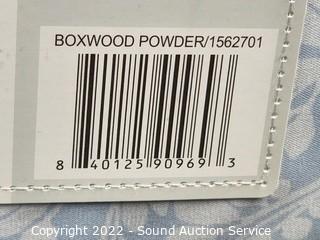 BOXWOOD POWDER/1562701
8 40125 90969 3
Copyright 2022 - Sound Auction Service